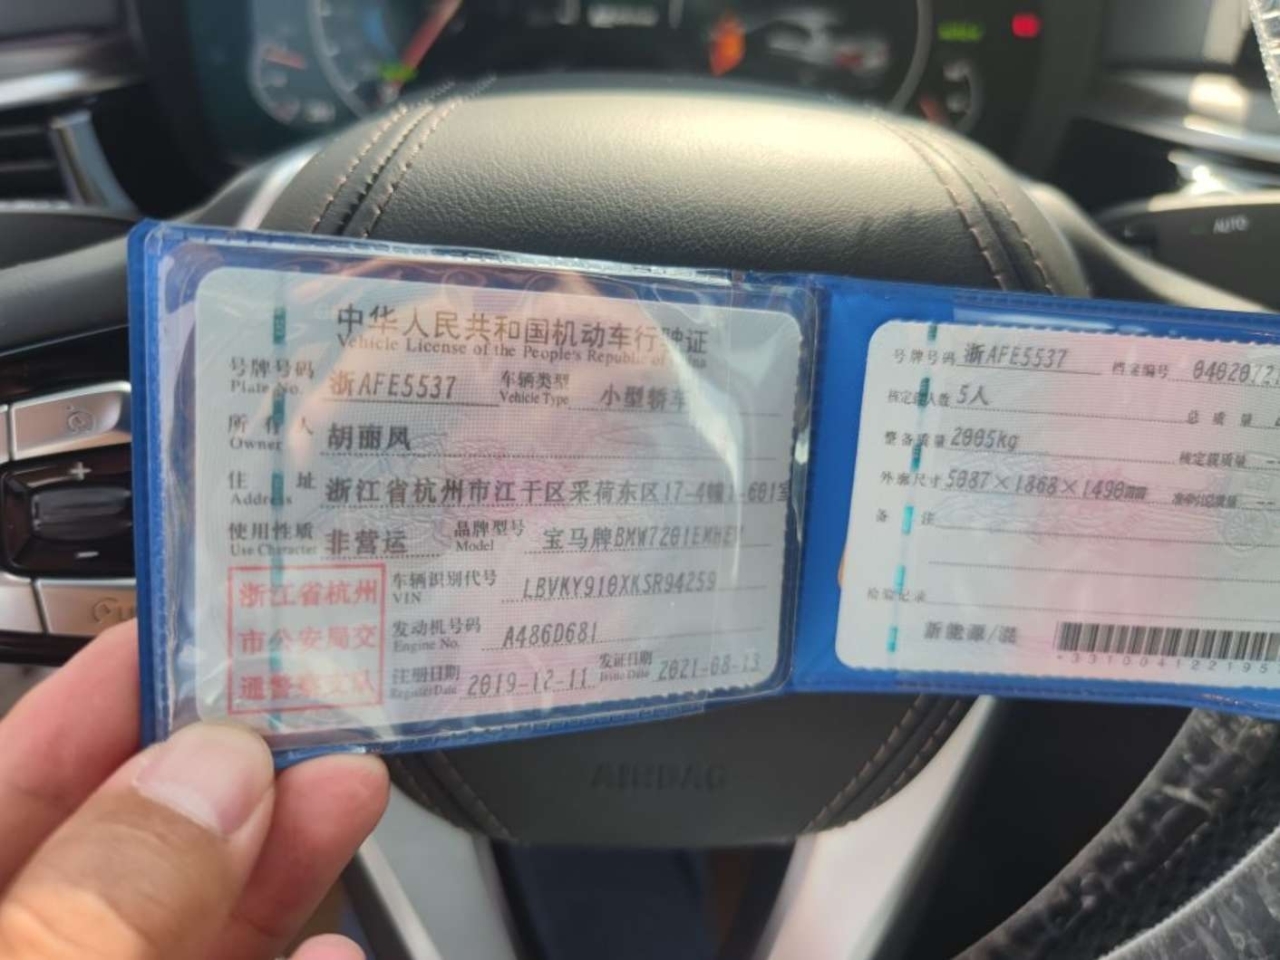 中华人民共和国机动车行驶证
Vehicle License of the People's Republic of China
号牌号码 浙AFE5537 车辆类型 小型轿车
Plate No. Vehicle Type
所有人 胡丽凤
Owner
住址 浙江省杭州市江干区采荷东区17-4幢1-601室
Address
使用性质 非营运 品牌型号 宝马牌BMW7201EMHEV
Use Character Model
浙江省杭州
市公安局交
通警察支队
车辆识别代号 LBVKY910XKSR94259
VIN
发动机号码 A486D681
Engine No.
注册日期 2019-12-11 发证日期 2021-08-13
Register Date Issue Date
号牌号码 浙AFE5537 档案编号 04020721
核定载人数 5人 总质量
整备质量 2005kg 核定载质量 --
外廓尺寸 5087×1868×1490mm --
备注
检验记录
新能源/混
*331004122195
AIRBAG
AUTO
+
-